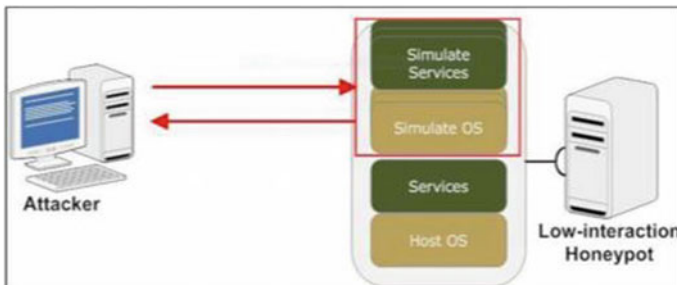 Simulate
Services
Simulate OS
Services
Host OS
Attacker
Low-interaction
Honeypot